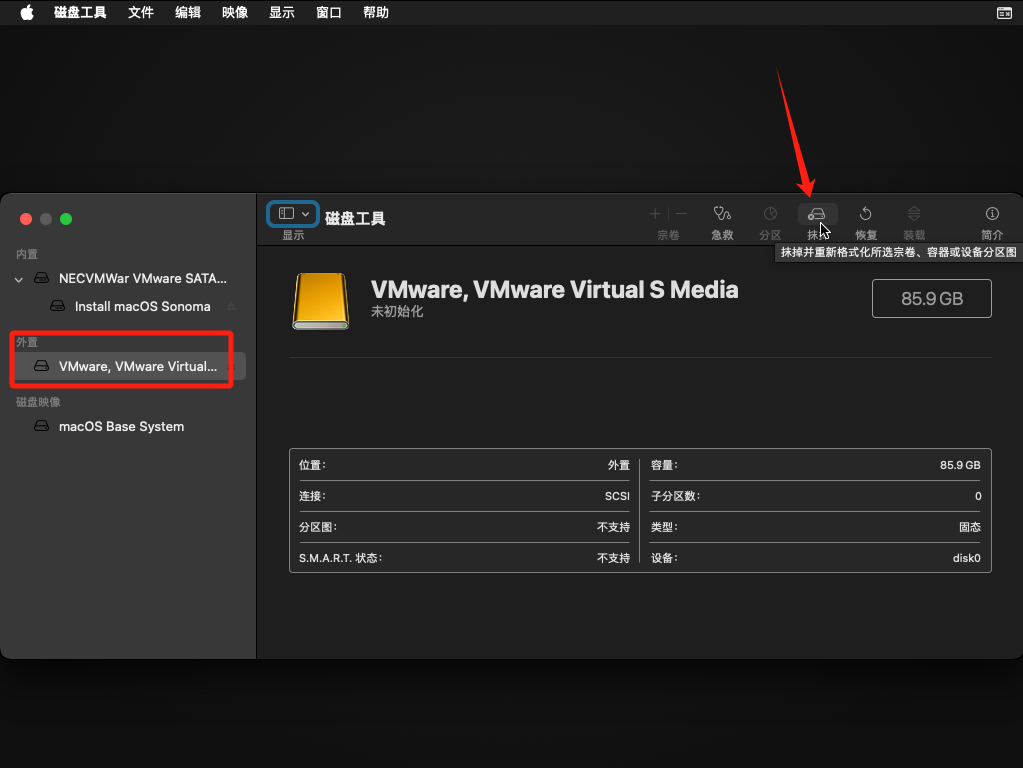 磁盘工具 文件 编辑 映像 显示 窗口 帮助
磁盘工具
显示
宗卷 急救 分区 恢复 装载 简介
抹掉并重新格式化所选宗卷、容器或设备分区图
内置
NECVMWar VMware SATA...
Install macOS Sonoma
外置
VMware, VMware Virtual...
磁盘映像
macOS Base System
VMware, VMware Virtual S Media
未初始化
85.9 GB
位置： 外置
连接： SCSI
分区图： 不支持
S.M.A.R.T. 状态： 不支持
容量： 85.9 GB
子分区数： 0
类型： 固态
设备： disk0